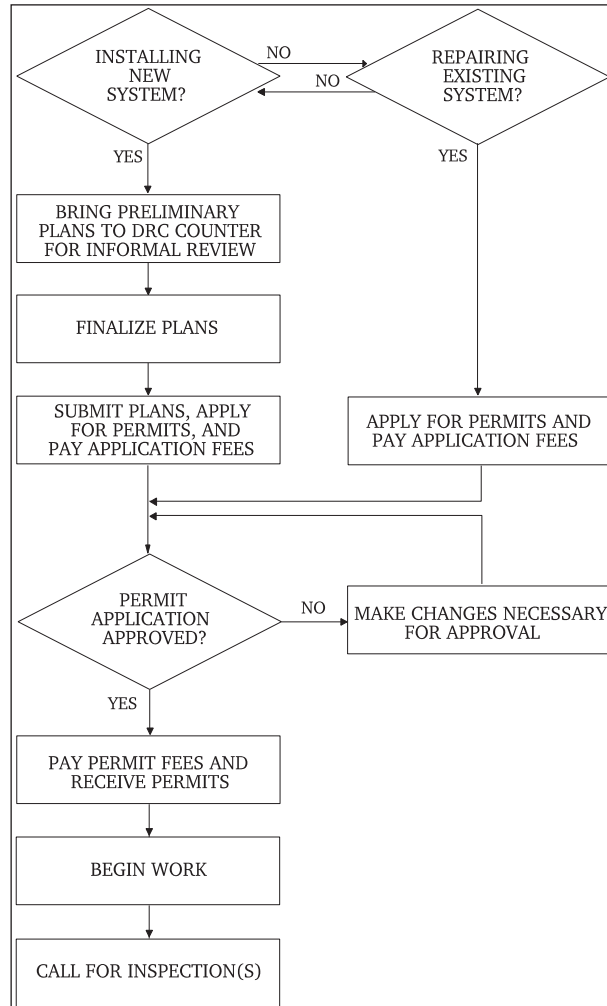 INSTALLING
NEW
SYSTEM?
NO
NO
REPAIRING
EXISTING
SYSTEM?
YES
YES
BRING PRELIMINARY
PLANS TO DRC COUNTER
FOR INFORMAL REVIEW
FINALIZE PLANS
SUBMIT PLANS, APPLY
FOR PERMITS, AND
PAY APPLICATION FEES
APPLY FOR PERMITS AND
PAY APPLICATION FEES
PERMIT
APPLICATION
APPROVED?
NO
MAKE CHANGES NECESSARY
FOR APPROVAL
YES
PAY PERMIT FEES AND
RECEIVE PERMITS
BEGIN WORK
CALL FOR INSPECTION(S)